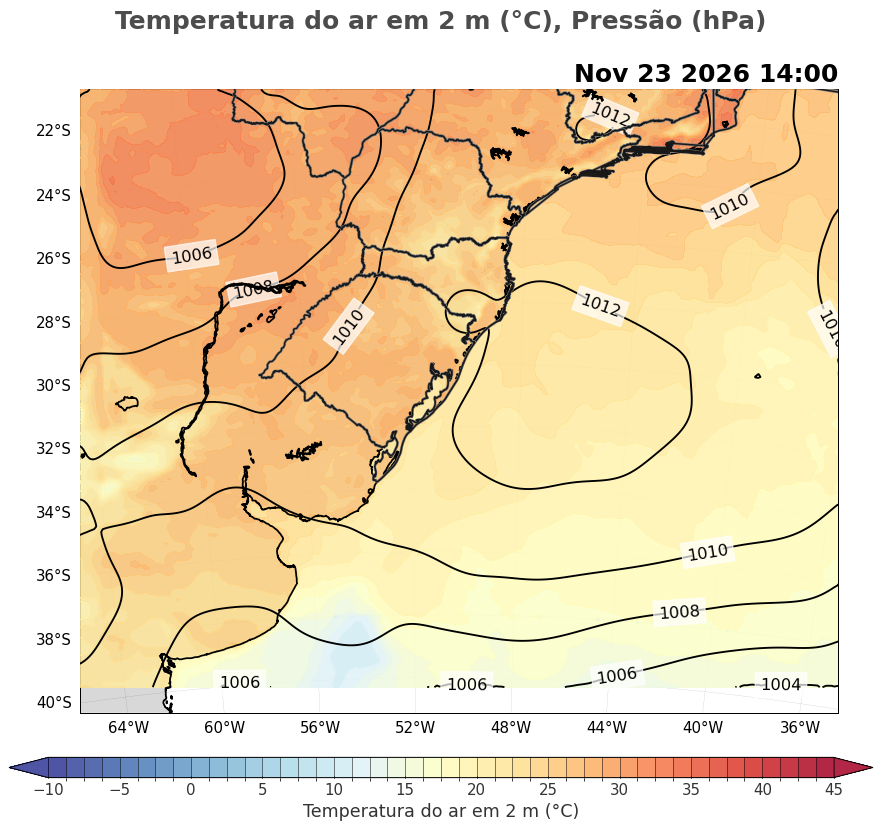 Temperatura do ar em 2 m (°C), Pressão (hPa)
Nov 23 2026 14:00
22°S
24°S
26°S
28°S
30°S
32°S
34°S
36°S
38°S
40°S
1012
1010
1006
1008
1012
1010
1010
1008
1006
1006
1006
1004
64°W
60°W
56°W
52°W
48°W
44°W
40°W
36°W
−10
−5
0
5
10
15
20
25
30
35
40
45
Temperatura do ar em 2 m (°C)